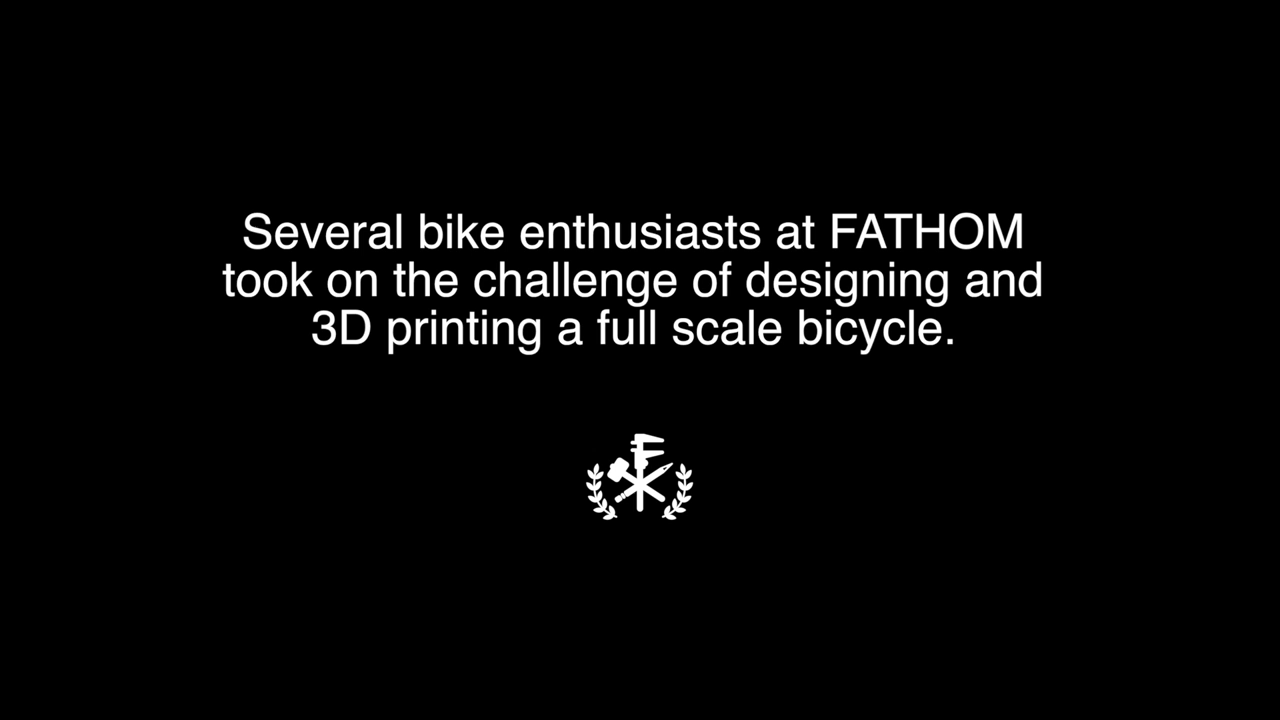 Several bike enthusiasts at FATHOM
took on the challenge of designing and
3D printing a full scale bicycle.